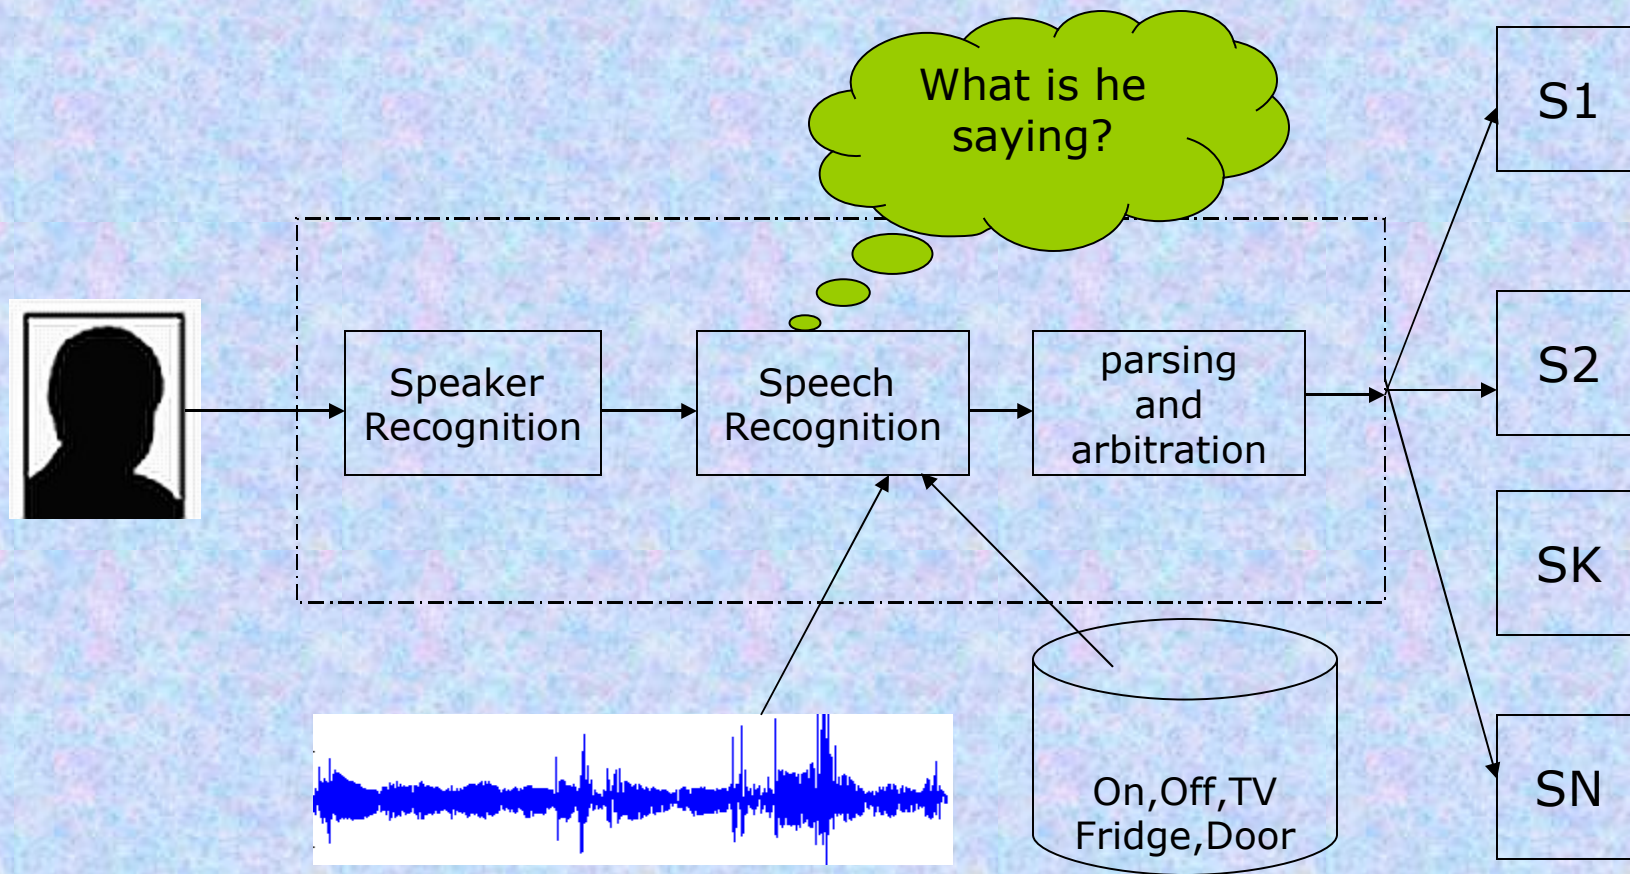 What is he
saying?
Speaker
Recognition
Speech
Recognition
parsing
and
arbitration
On,Off,TV
Fridge,Door
S1
S2
SK
SN